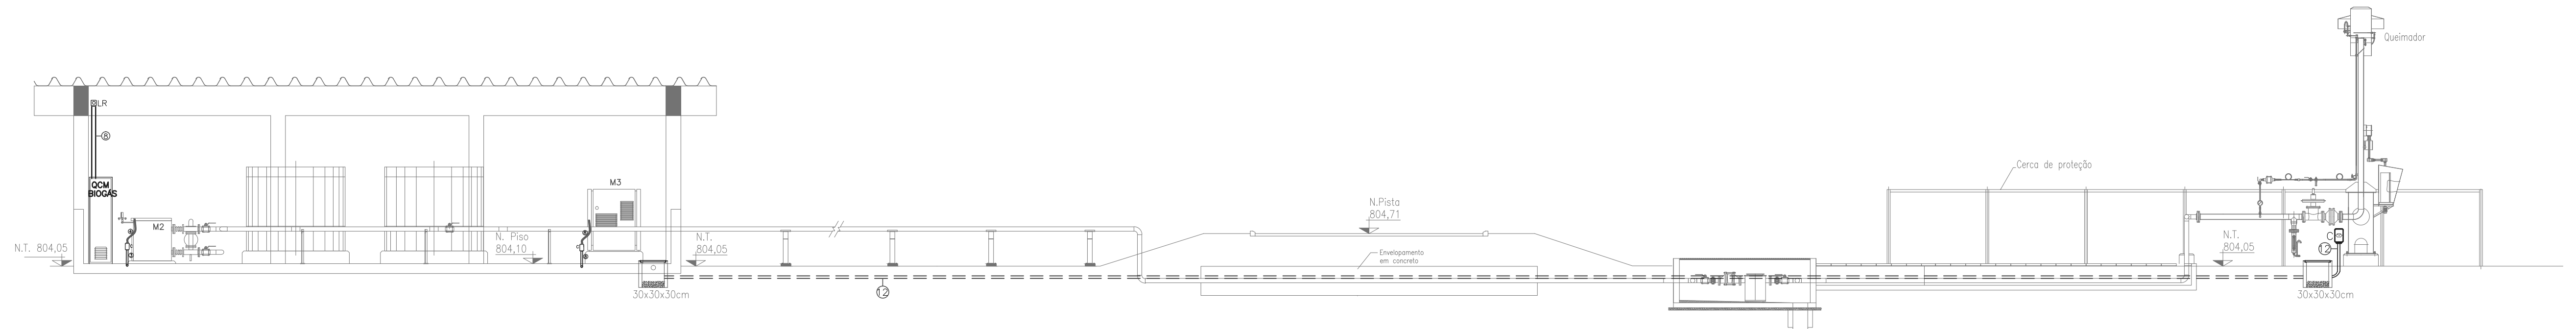 Queimador
LR
8
QCM
BIOGÁS
M2
M3
N.T. 804,05
N. Piso
804,10
N.T.
804,05
30x30x30cm
12
N.Pista
804,71
Envelopamento
em concreto
Cerca de proteção
N.T.
804,05
C
12
30x30x30cm